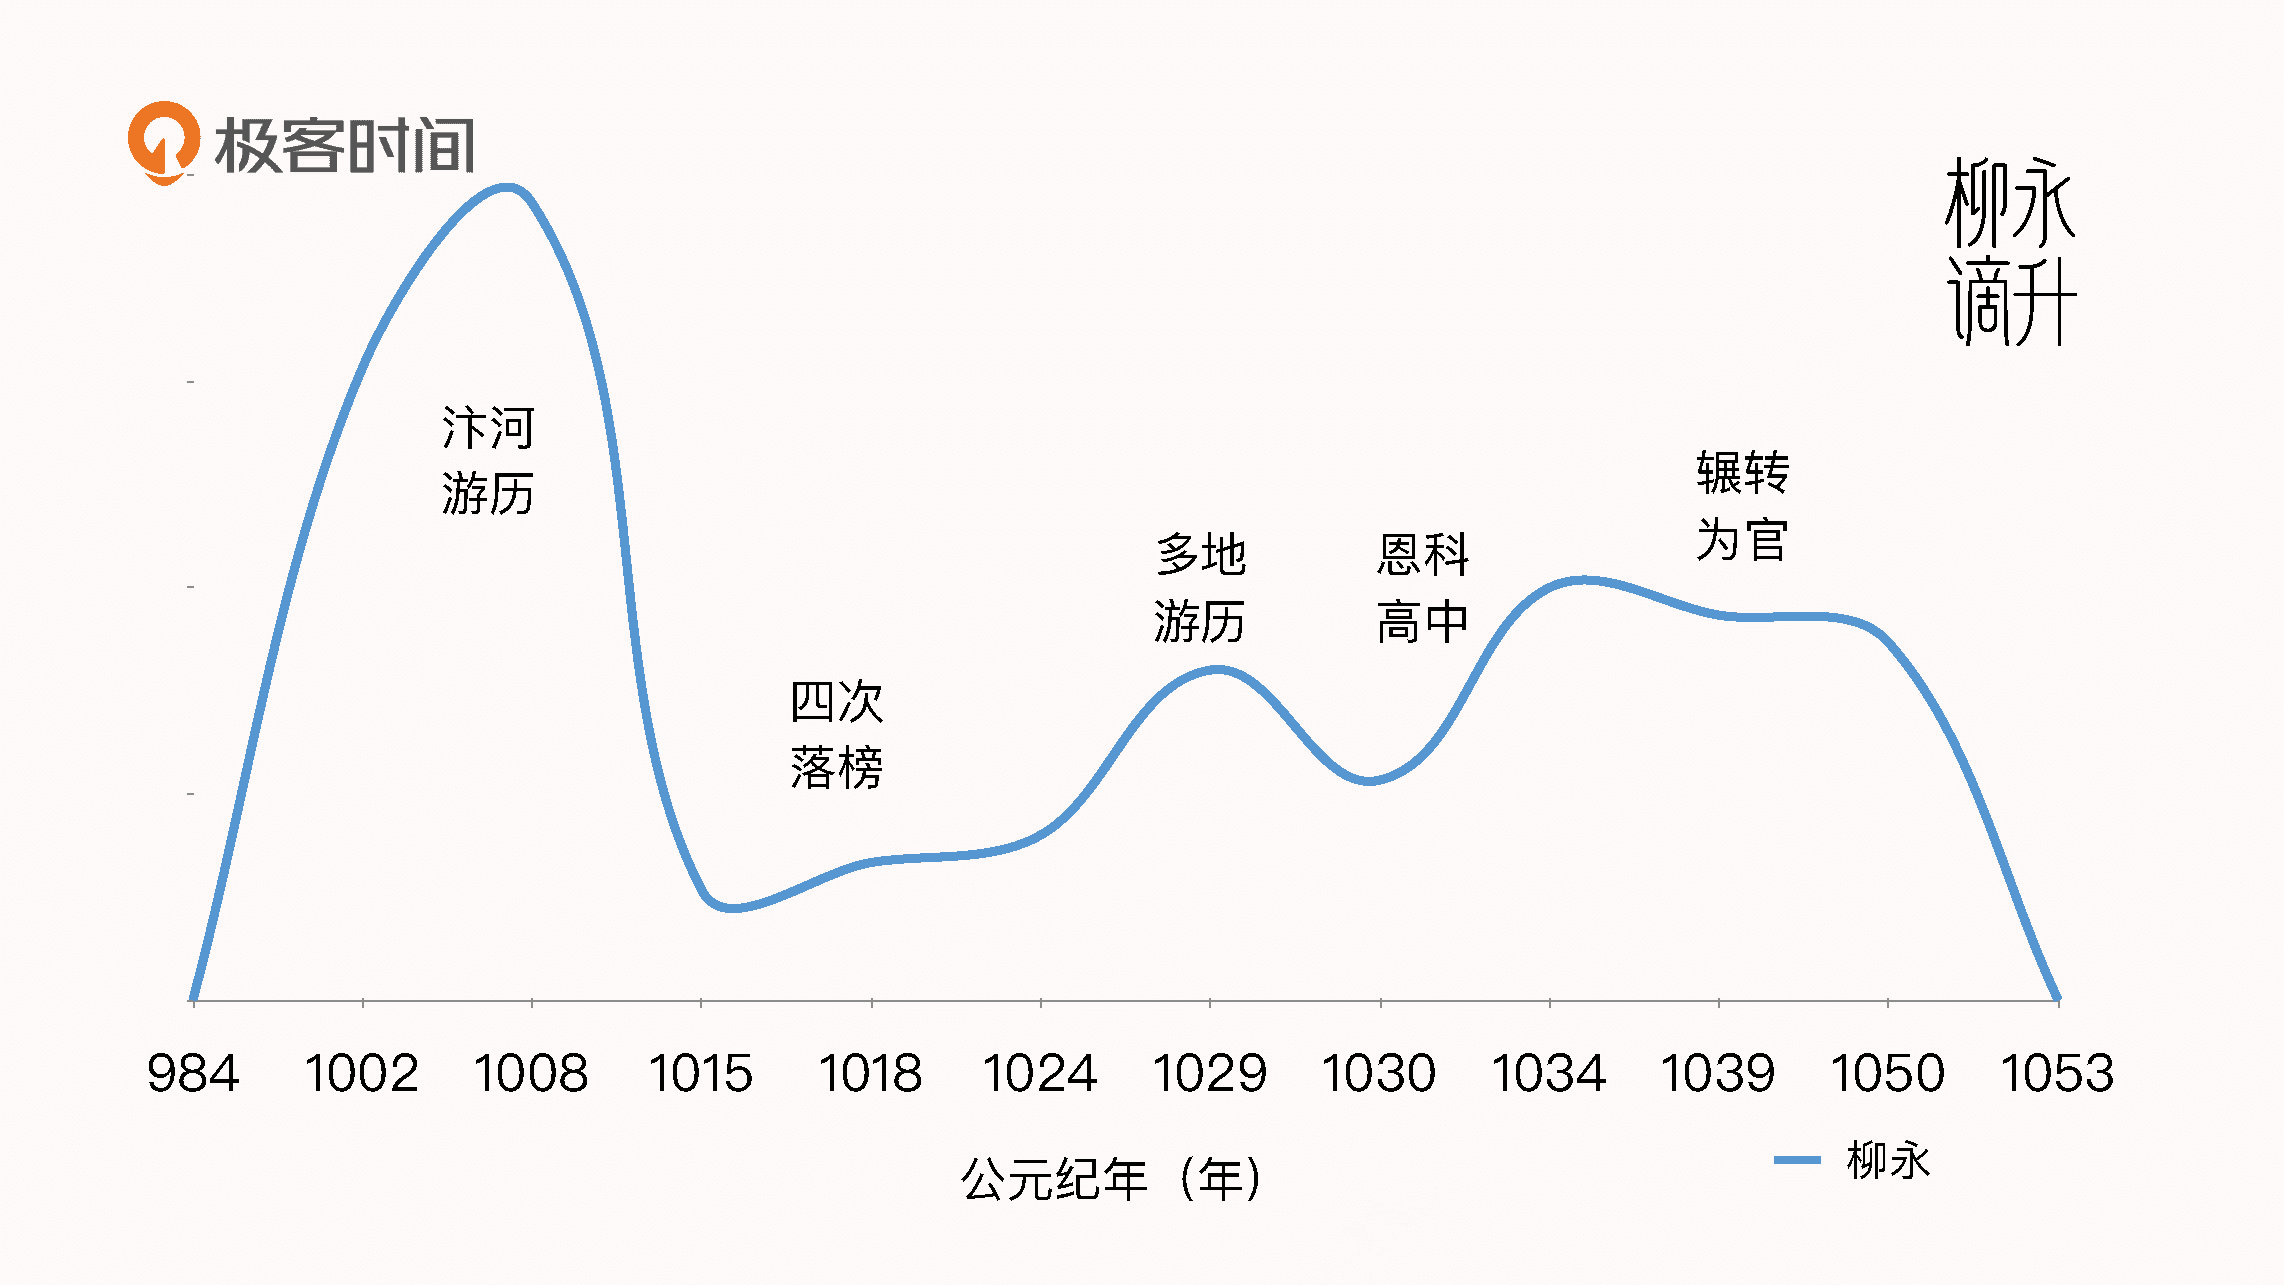 极客时间
柳永
谪升
汴河
游历
四次
落榜
多地
游历
恩科
高中
辗转
为官
984
1002
1008
1015
1018
1024
1029
1030
1034
1039
1050
1053
公元纪年（年）
柳永